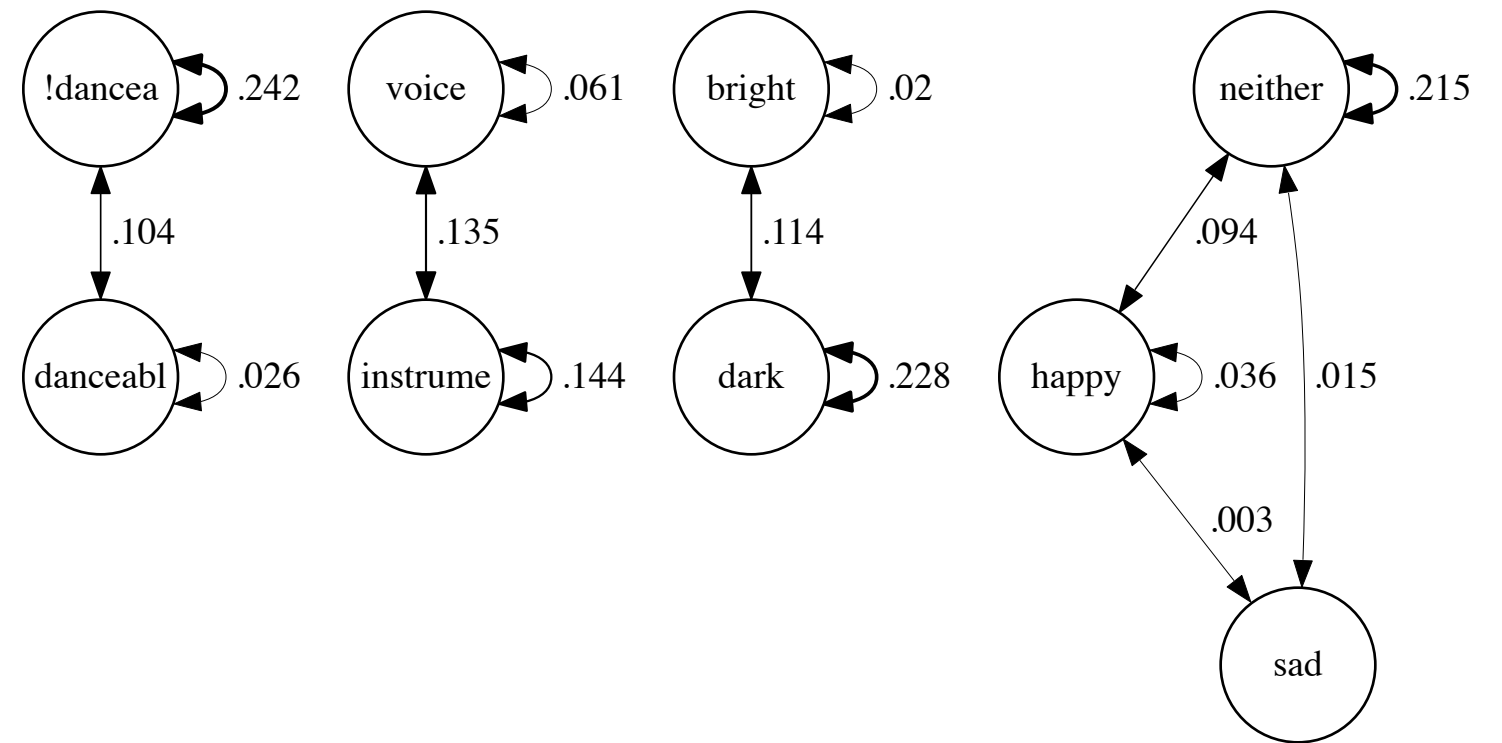 !dancea
.242
voice
.061
bright
.02
neither
.215
.104
.135
.114
.094
danceabl
.026
instrume
.144
dark
.228
happy
.036
.015
.003
sad